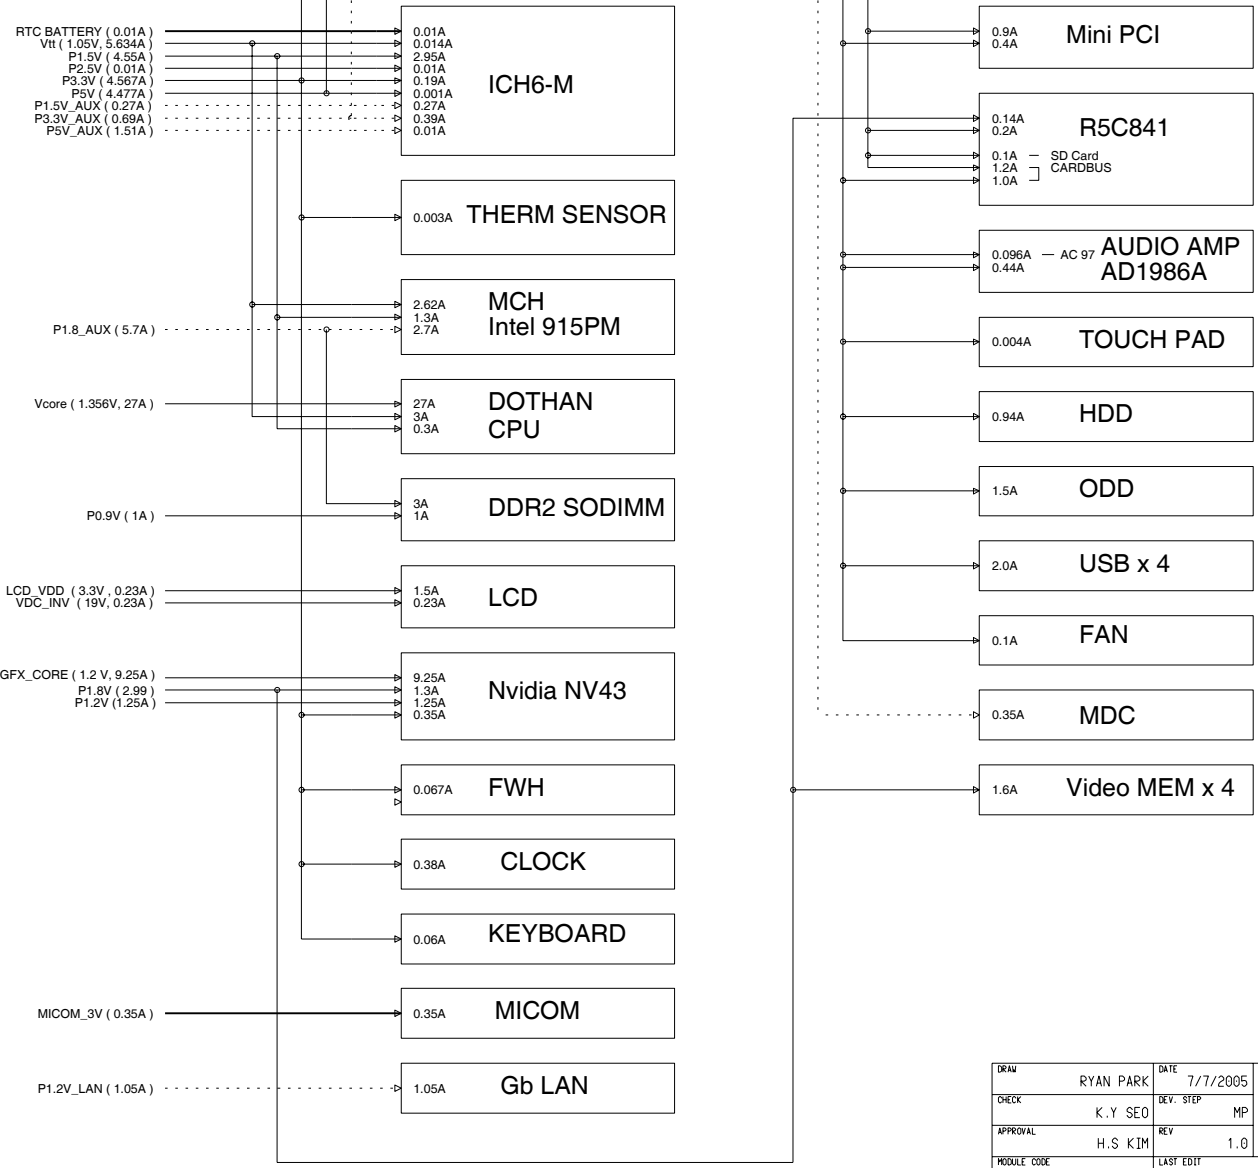 RTC BATTERY ( 0.01A )
Vtt ( 1.05V, 5.634A )
P1.5V ( 4.55A )
P2.5V ( 0.01A )
P3.3V ( 4.567A )
P5V ( 4.477A )
P1.5V_AUX ( 0.27A )
P3.3V_AUX ( 0.69A )
P5V_AUX ( 1.51A )
0.01A
0.014A
2.95A
0.01A
0.19A
0.001A
0.27A
0.39A
0.01A
ICH6-M
0.003A THERM SENSOR
P1.8_AUX ( 5.7A )
2.62A
1.3A
2.7A
MCH
Intel 915PM
Vcore ( 1.356V, 27A )
27A
3A
0.3A
DOTHAN
CPU
P0.9V ( 1A )
3A
1A
DDR2 SODIMM
LCD_VDD ( 3.3V , 0.23A )
VDC_INV ( 19V, 0.23A )
1.5A
0.23A
LCD
GFX_CORE ( 1.2 V, 9.25A )
P1.8V ( 2.99 )
P1.2V (1.25A )
9.25A
1.3A
1.25A
0.35A
Nvidia NV43
0.067A FWH
0.38A CLOCK
0.06A KEYBOARD
MICOM_3V ( 0.35A )
0.35A MICOM
P1.2V_LAN ( 1.05A )
1.05A Gb LAN
0.9A
0.4A
Mini PCI
0.14A
0.2A
R5C841
0.1A — SD Card
1.2A CARDBUS
1.0A
0.096A — AC 97
0.44A
AUDIO AMP
AD1986A
0.004A TOUCH PAD
0.94A HDD
1.5A ODD
2.0A USB x 4
0.1A FAN
0.35A MDC
1.6A Video MEM x 4
DRAW
RYAN PARK
DATE
7/7/2005
CHECK
K.Y SEO
DEV. STEP
MP
APPROVAL
H.S KIM
REV
1.0
MODULE CODE
LAST EDIT